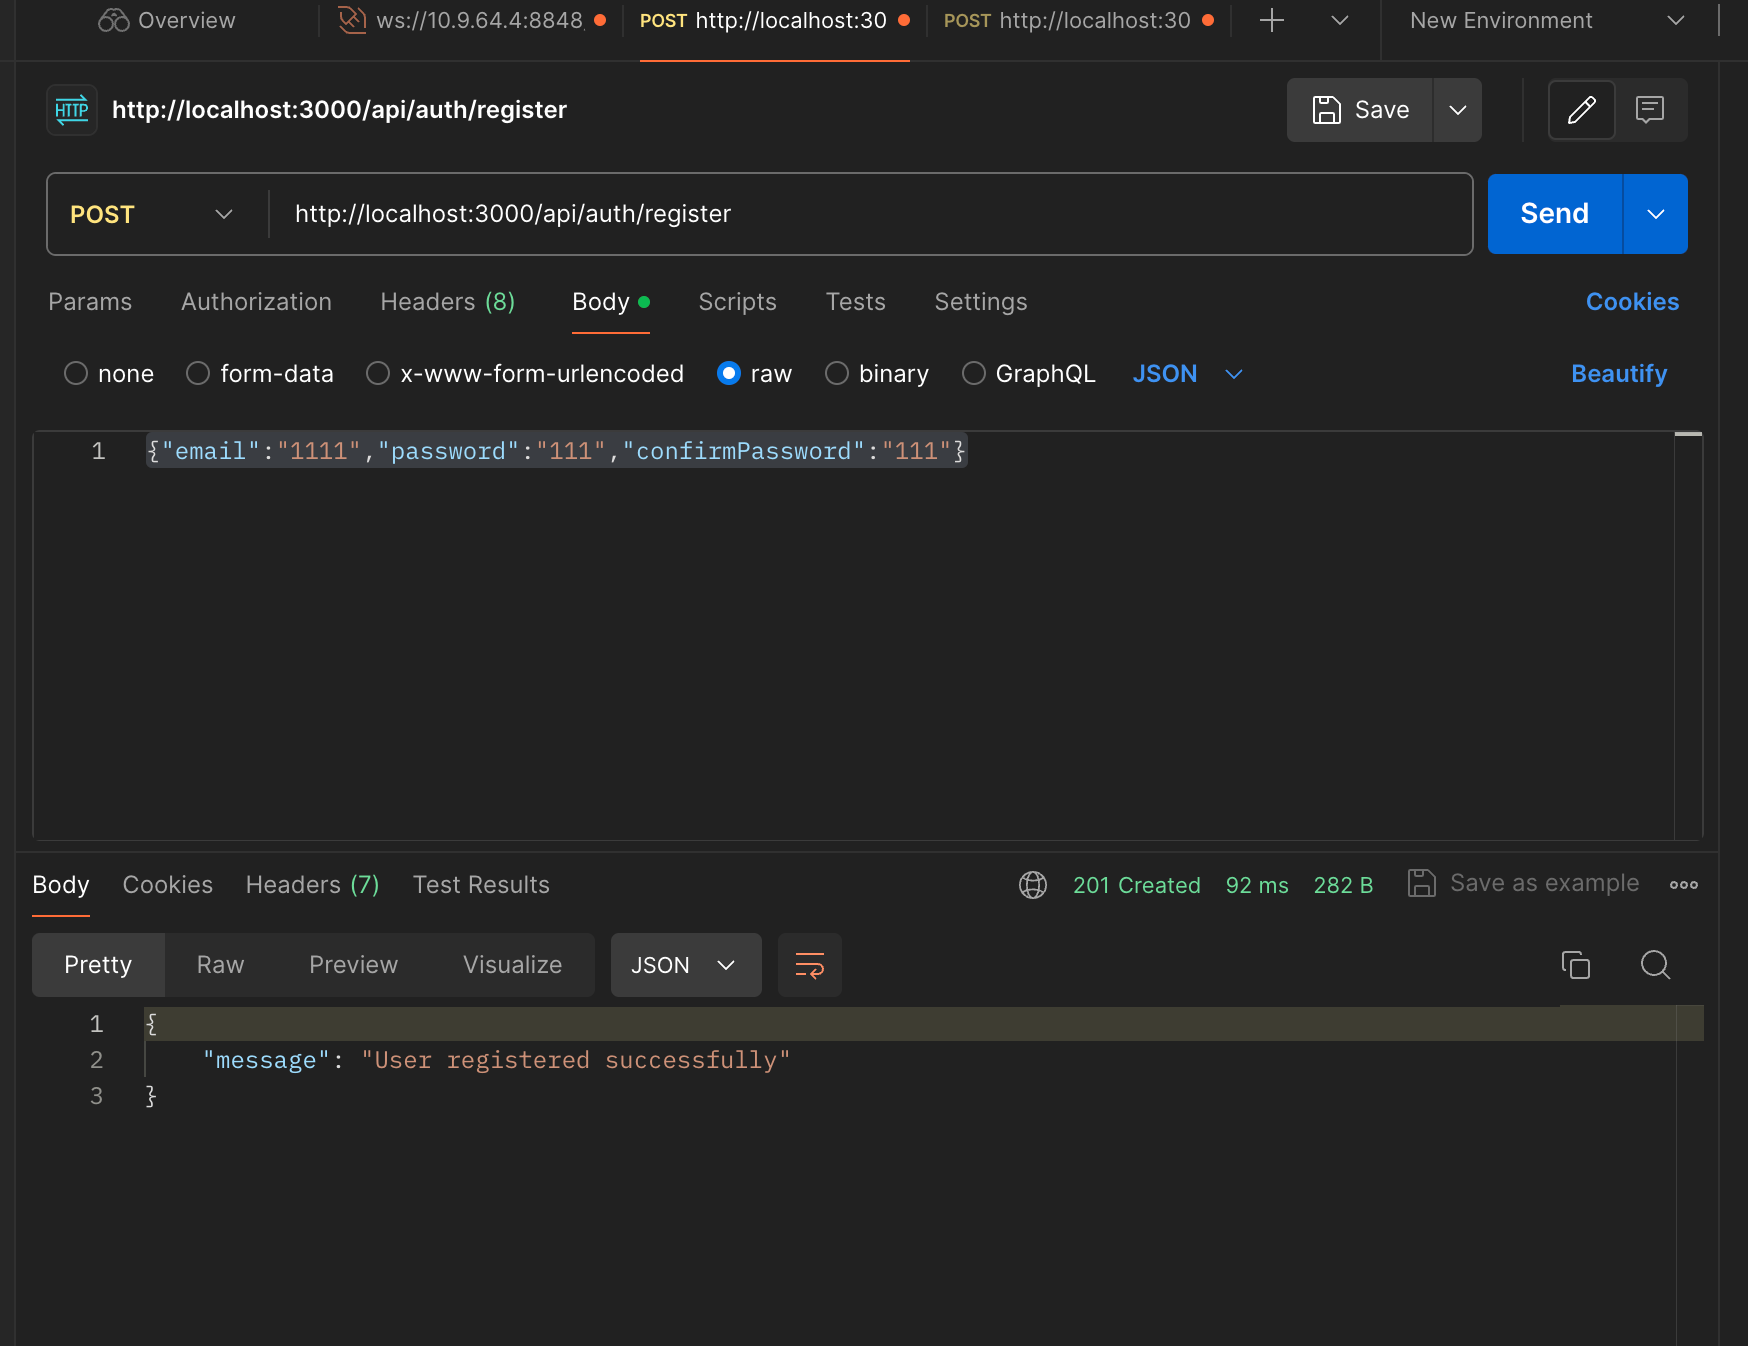 Overview
ws://10.9.64.4:8848
POST http://localhost:30
POST http://localhost:30
New Environment
HTTP
http://localhost:3000/api/auth/register
Save
POST
http://localhost:3000/api/auth/register
Send
Params
Authorization
Headers (8)
Body
Scripts
Tests
Settings
Cookies
none
form-data
x-www-form-urlencoded
raw
binary
GraphQL
JSON
Beautify
1 {"email":"1111","password":"111","confirmPassword":"111"}
Body
Cookies
Headers (7)
Test Results
201 Created
92 ms
282 B
Save as example
Pretty
Raw
Preview
Visualize
JSON
1 {
2 "message": "User registered successfully"
3 }